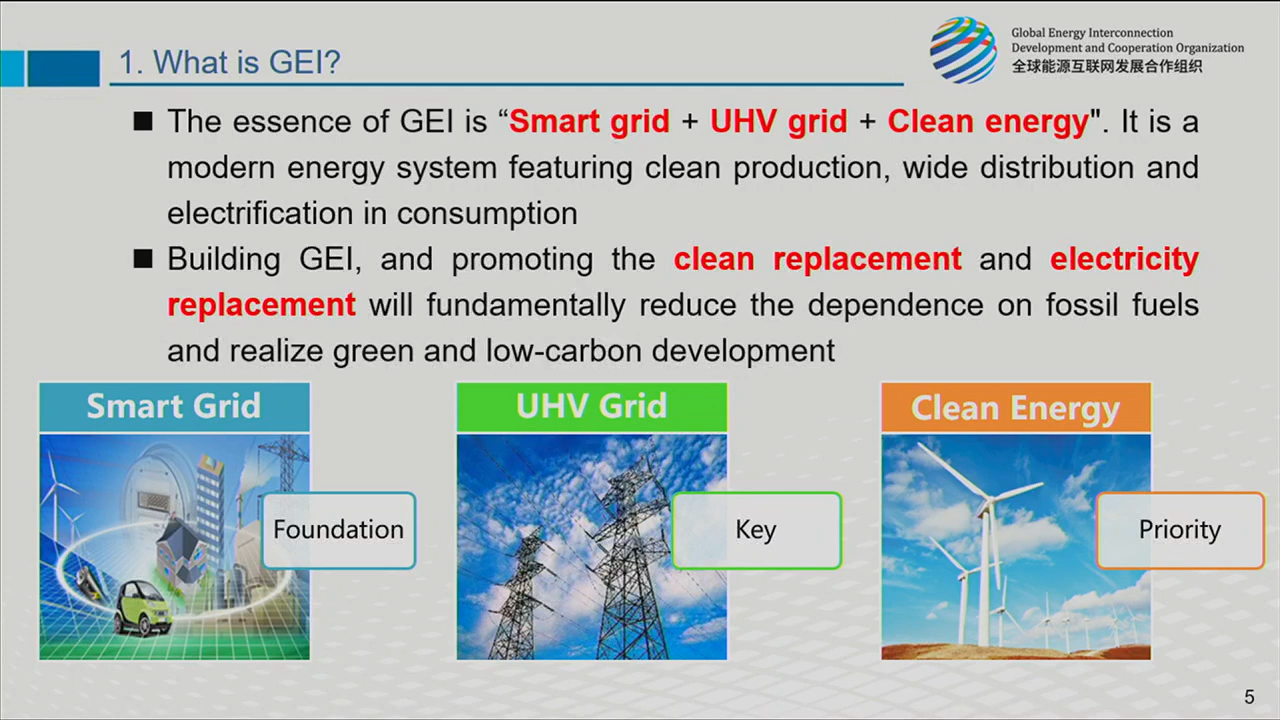 1. What is GEI?
Global Energy Interconnection
Development and Cooperation Organization
全球能源互联网发展合作组织
■ The essence of GEI is “Smart grid + UHV grid + Clean energy". It is a
modern energy system featuring clean production, wide distribution and
electrification in consumption
■ Building GEI, and promoting the clean replacement and electricity
replacement will fundamentally reduce the dependence on fossil fuels
and realize green and low-carbon development
Smart Grid
Foundation
UHV Grid
Key
Clean Energy
Priority
5